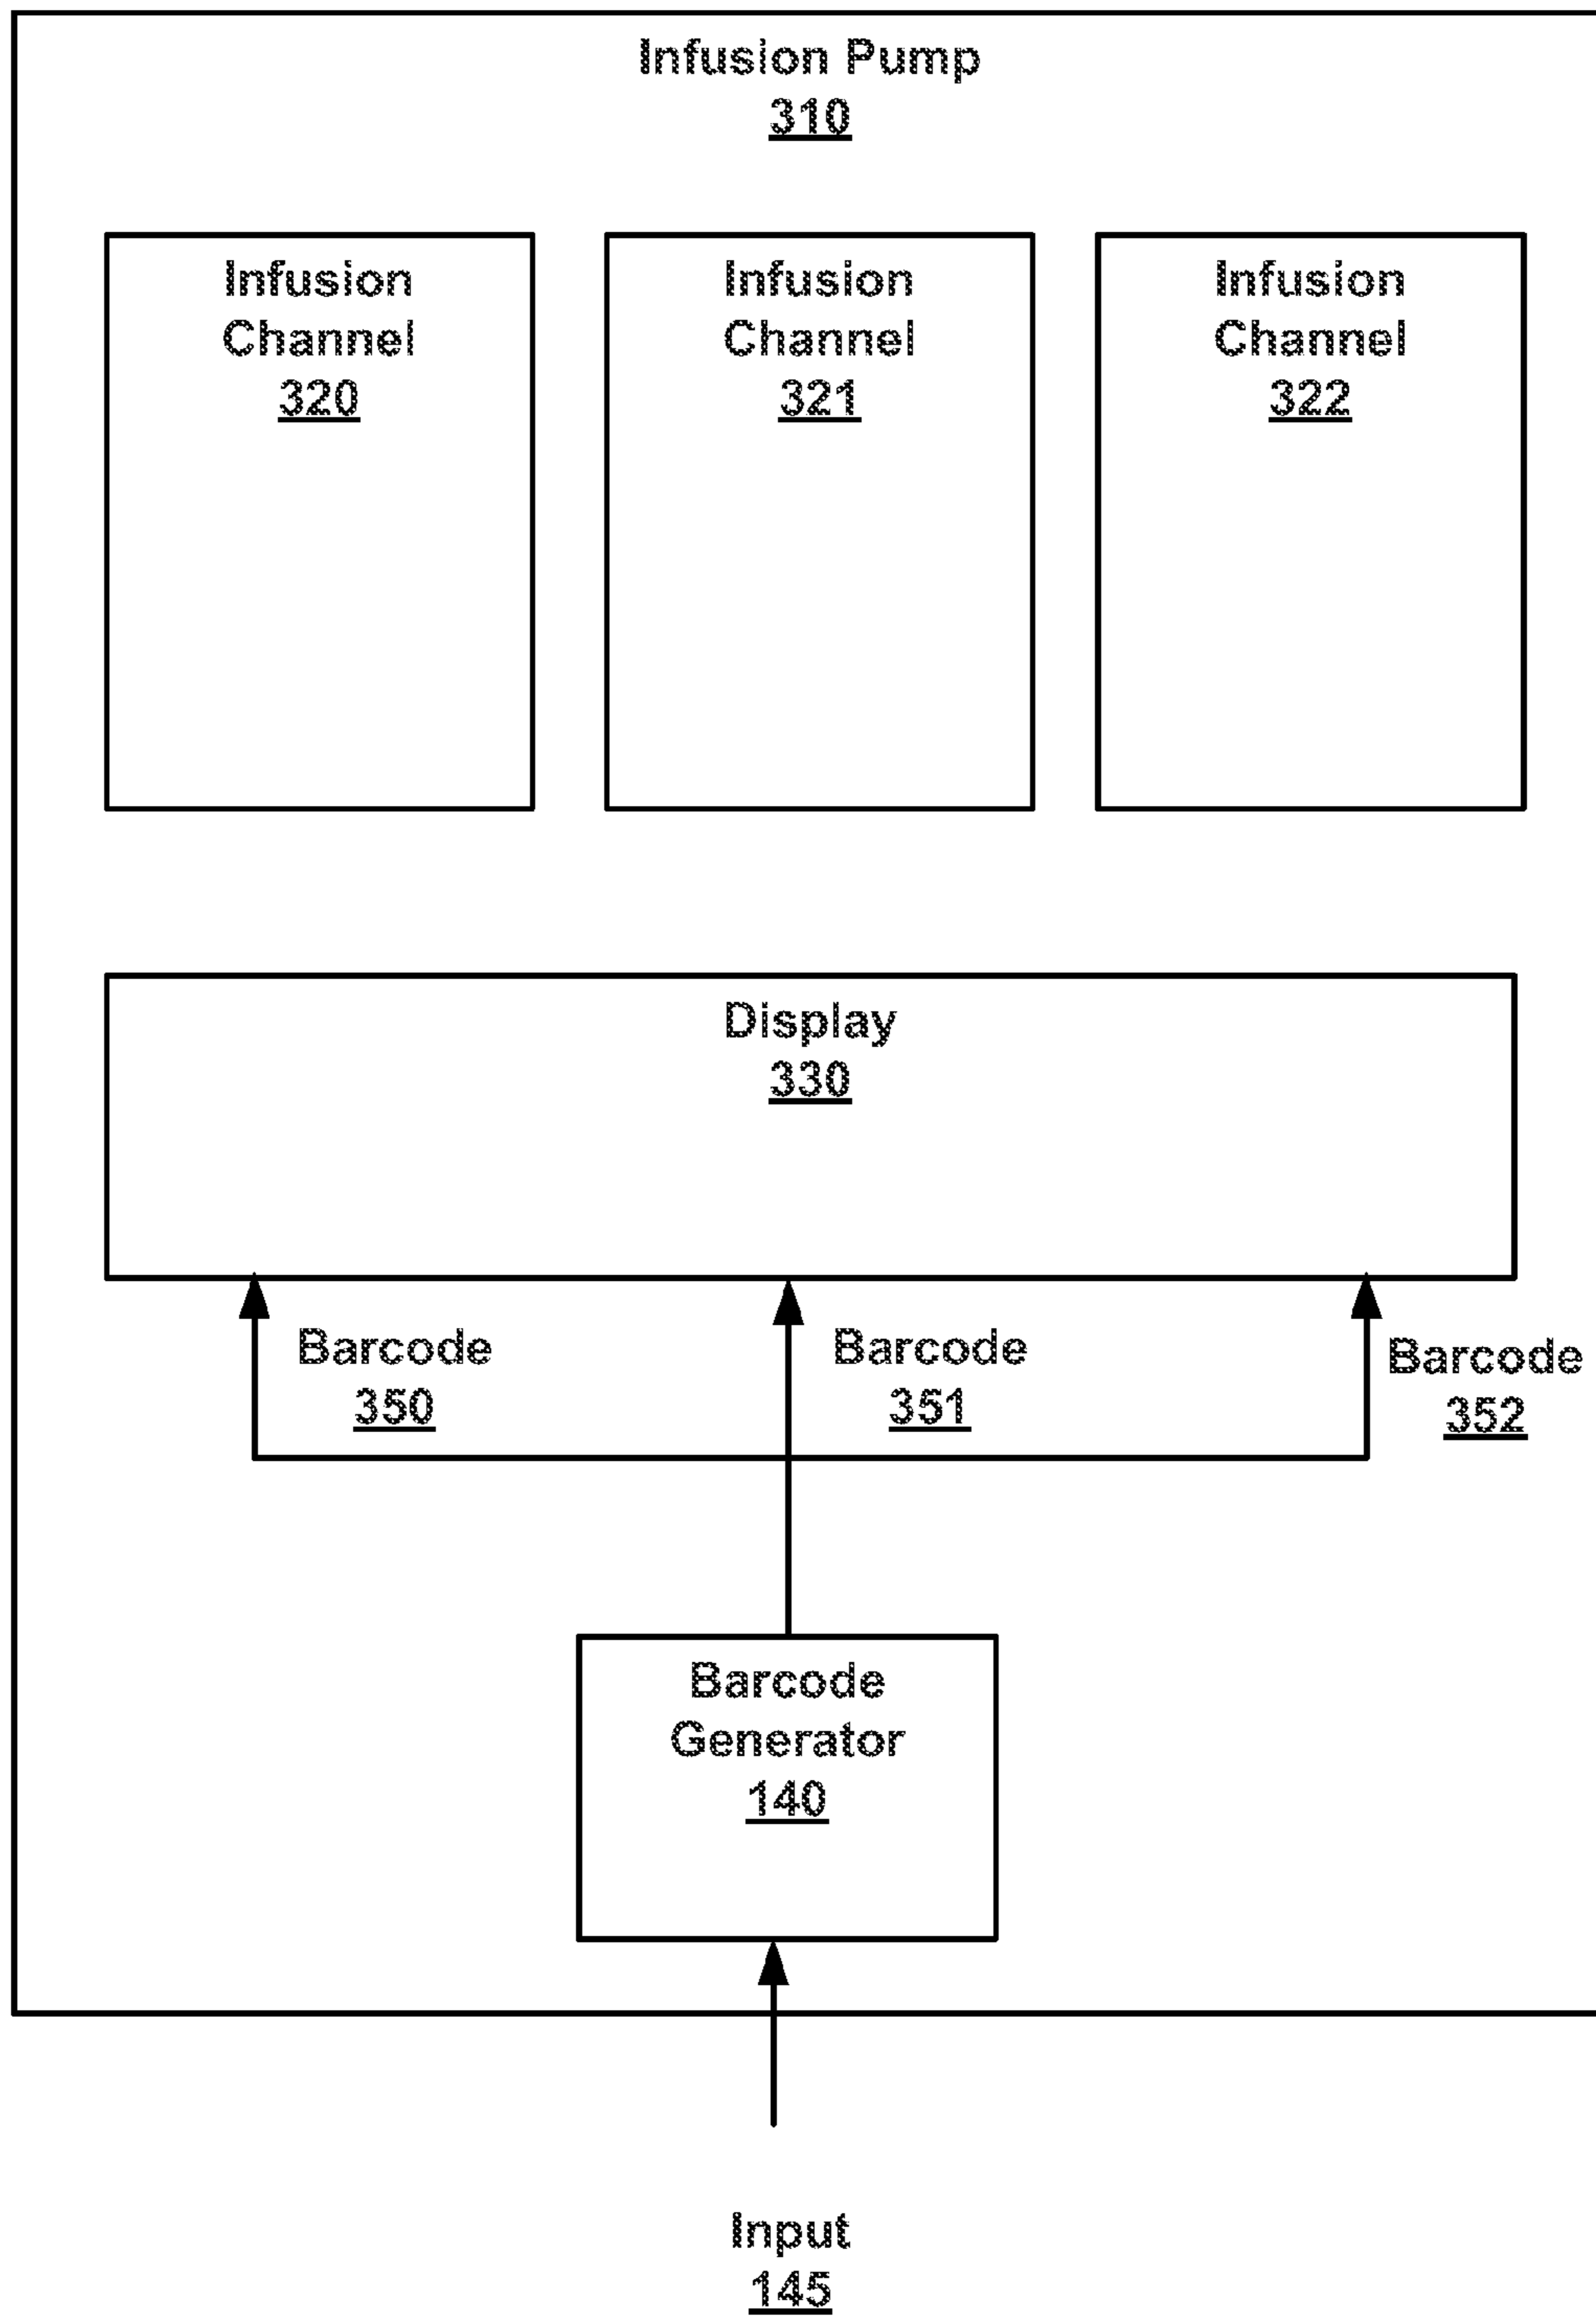 Infusion Pump
310
Infusion
Channel
320
Infusion
Channel
321
Infusion
Channel
322
Display
330
Barcode
350
Barcode
351
Barcode
352
Barcode
Generator
140
Input
145